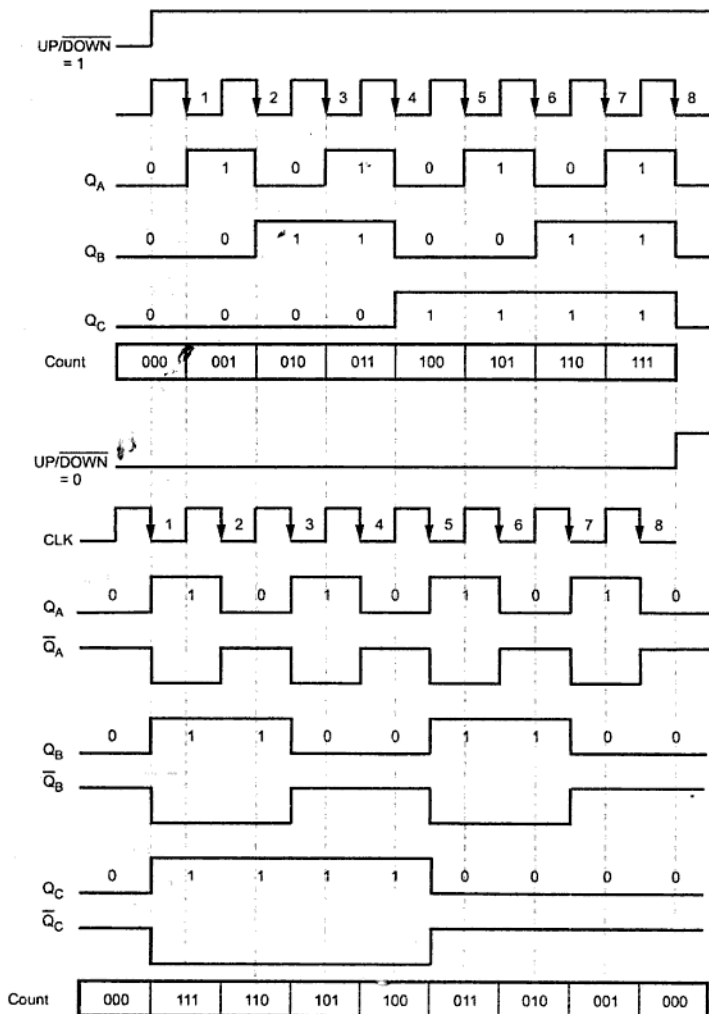 UP/DOWN
= 1
1 2 3 4 5 6 7 8
QA 0 1 0 1 0 1 0 1
QB 0 0 1 1 0 0 1 1
QC 0 0 0 0 1 1 1 1
Count 000 001 010 011 100 101 110 111
UP/DOWN
= 0
CLK 1 2 3 4 5 6 7 8
QA 0 1 0 1 0 1 0 1 0
Q̅A
QB 0 1 1 0 0 1 1 0 0
Q̅B
QC 0 1 1 1 1 0 0 0 0
Q̅C
Count 000 111 110 101 100 011 010 001 000